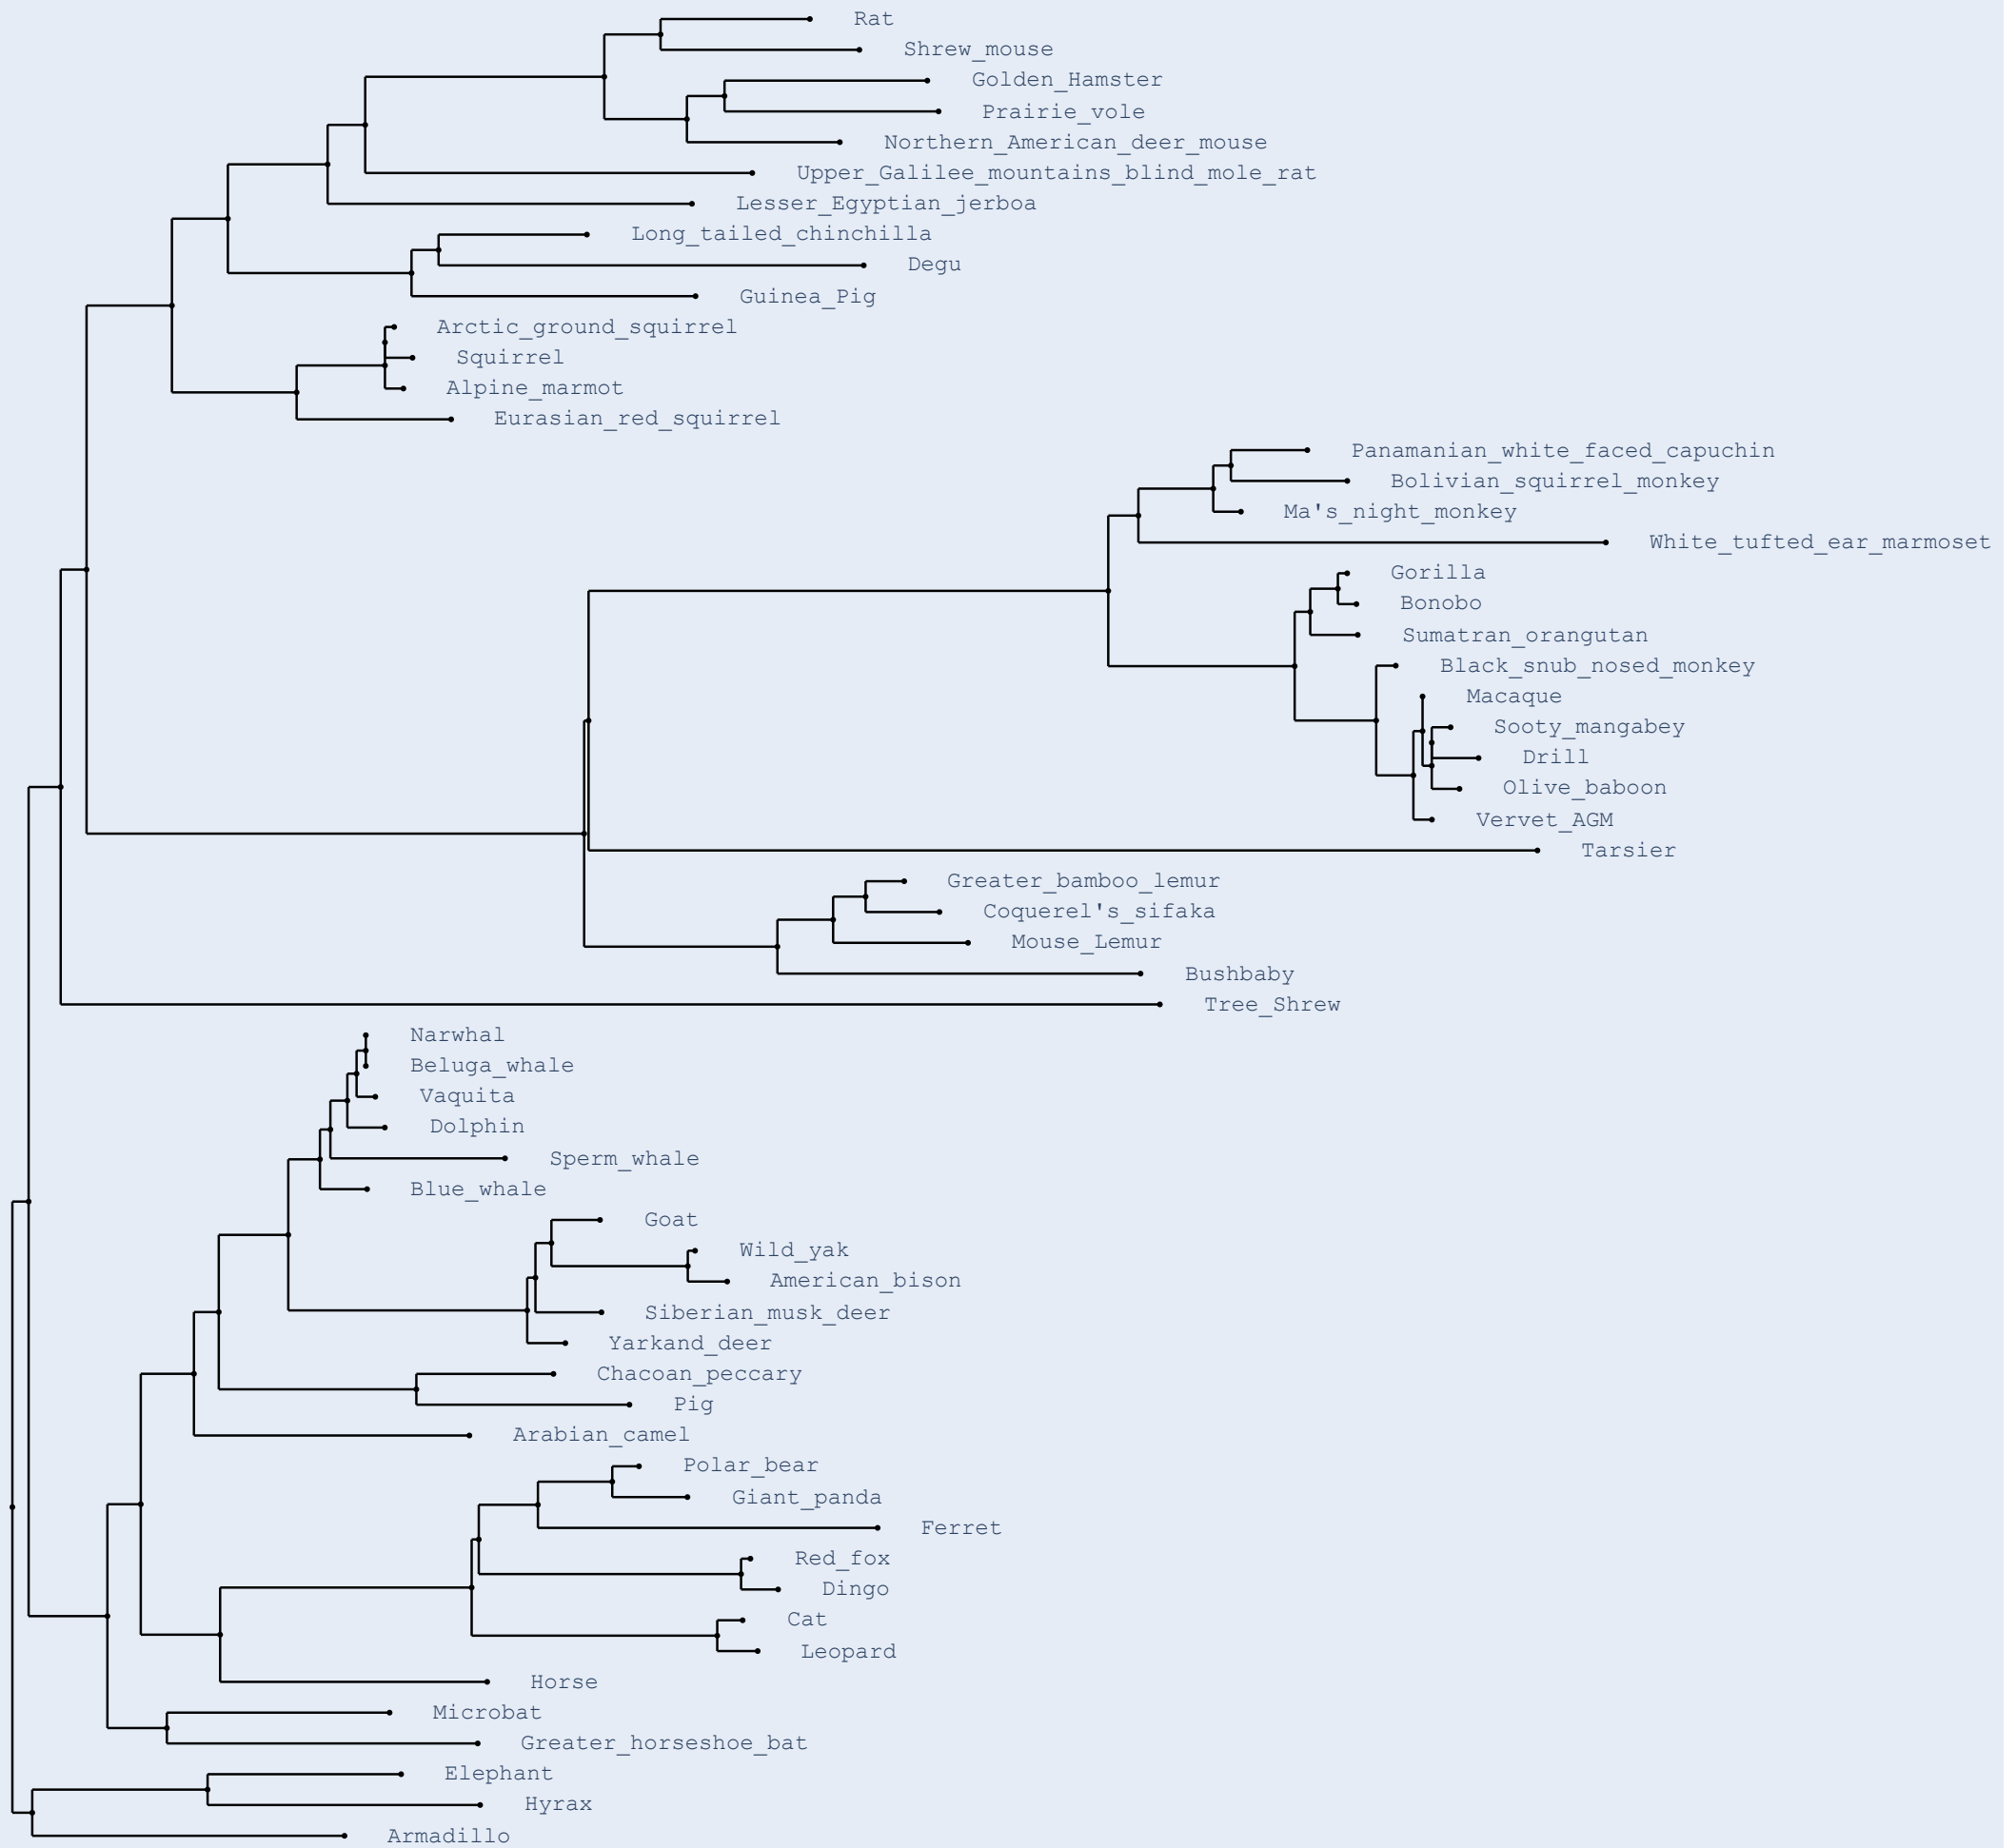 Rat
Shrew_mouse
Golden_Hamster
Prairie_vole
Northern_American_deer_mouse
Upper_Galilee_mountains_blind_mole_rat
Lesser_Egyptian_jerboa
Long_tailed_chinchilla
Degu
Guinea_Pig
Arctic_ground_squirrel
Squirrel
Alpine_marmot
Eurasian_red_squirrel
Panamanian_white_faced_capuchin
Bolivian_squirrel_monkey
Ma's_night_monkey
White_tufted_ear_marmoset
Gorilla
Bonobo
Sumatran_orangutan
Black_snub_nosed_monkey
Macaque
Sooty_mangabey
Drill
Olive_baboon
Vervet_AGM
Tarsier
Greater_bamboo_lemur
Coquerel's_sifaka
Mouse_Lemur
Bushbaby
Tree_Shrew
Narwhal
Beluga_whale
Vaquita
Dolphin
Sperm_whale
Blue_whale
Goat
Wild_yak
American_bison
Siberian_musk_deer
Yarkand_deer
Chacoan_peccary
Pig
Arabian_camel
Polar_bear
Giant_panda
Ferret
Red_fox
Dingo
Cat
Leopard
Horse
Microbat
Greater_horseshoe_bat
Elephant
Hyrax
Armadillo